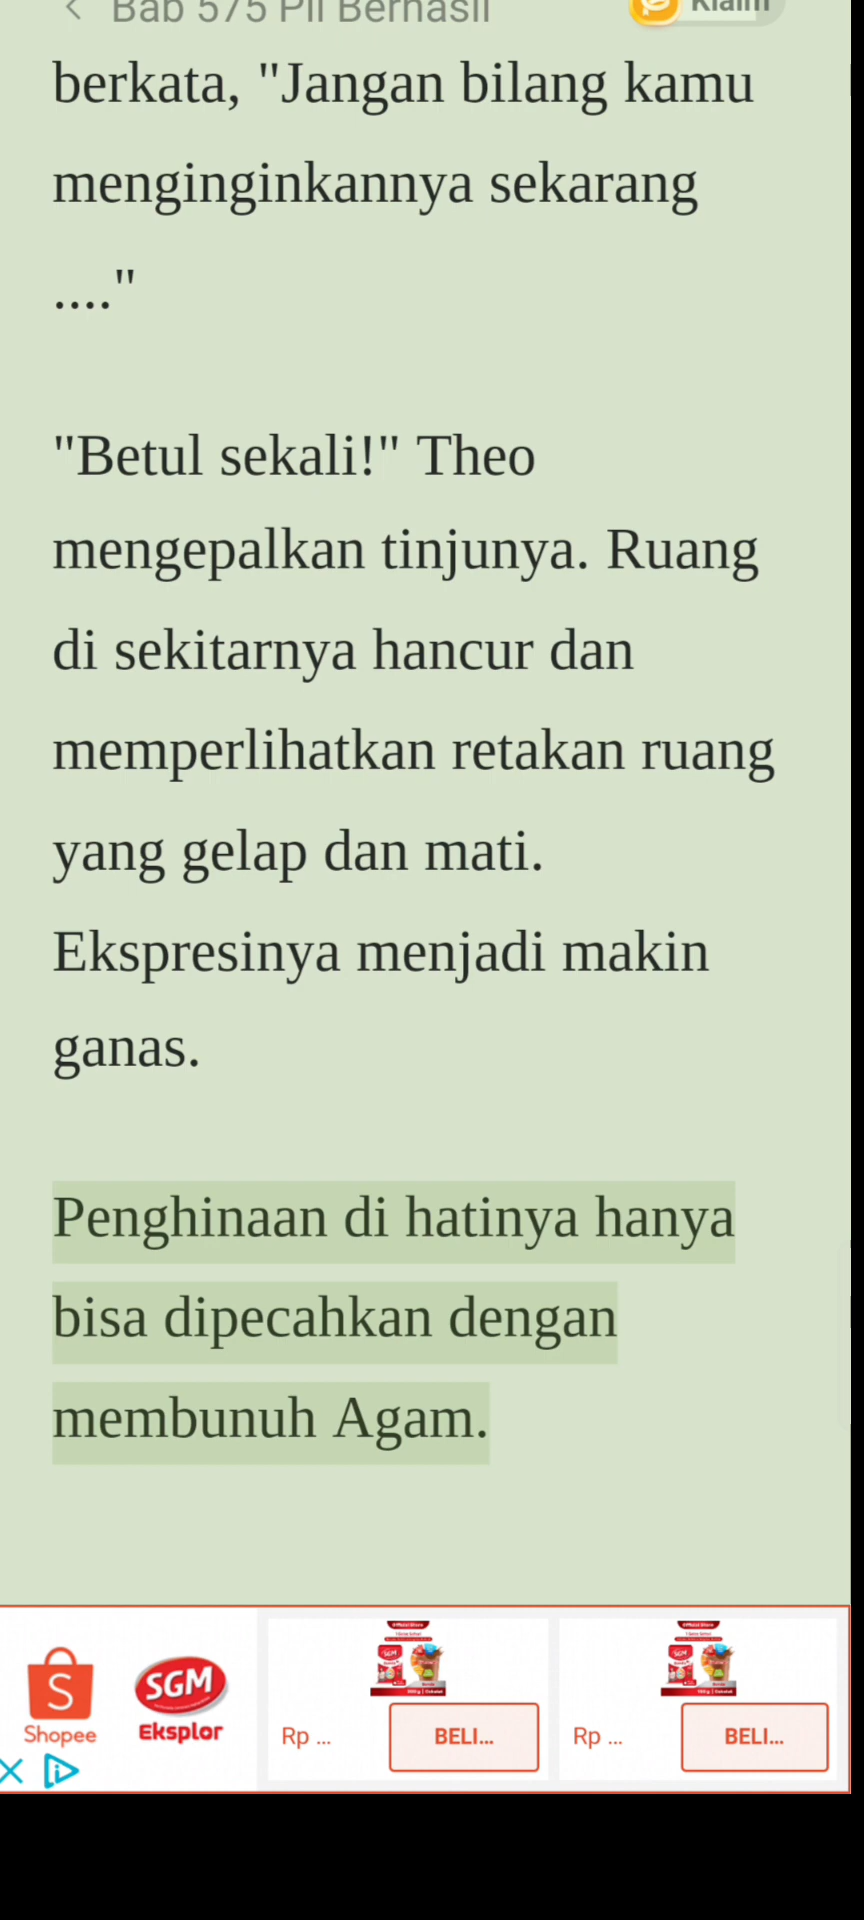 Bab 575 Pil Berhasil
Klaim
berkata, "Jangan bilang kamu
menginginkannya sekarang
...."
"Betul sekali!" Theo
mengepalkan tinjunya. Ruang
di sekitarnya hancur dan
memperlihatkan retakan ruang
yang gelap dan mati.
Ekspresinya menjadi makin
ganas.
Penghinaan di hatinya hanya
bisa dipecahkan dengan
membunuh Agam.
Shopee
SGM
Eksplor
Rp ...
BELI...
Rp ...
BELI...